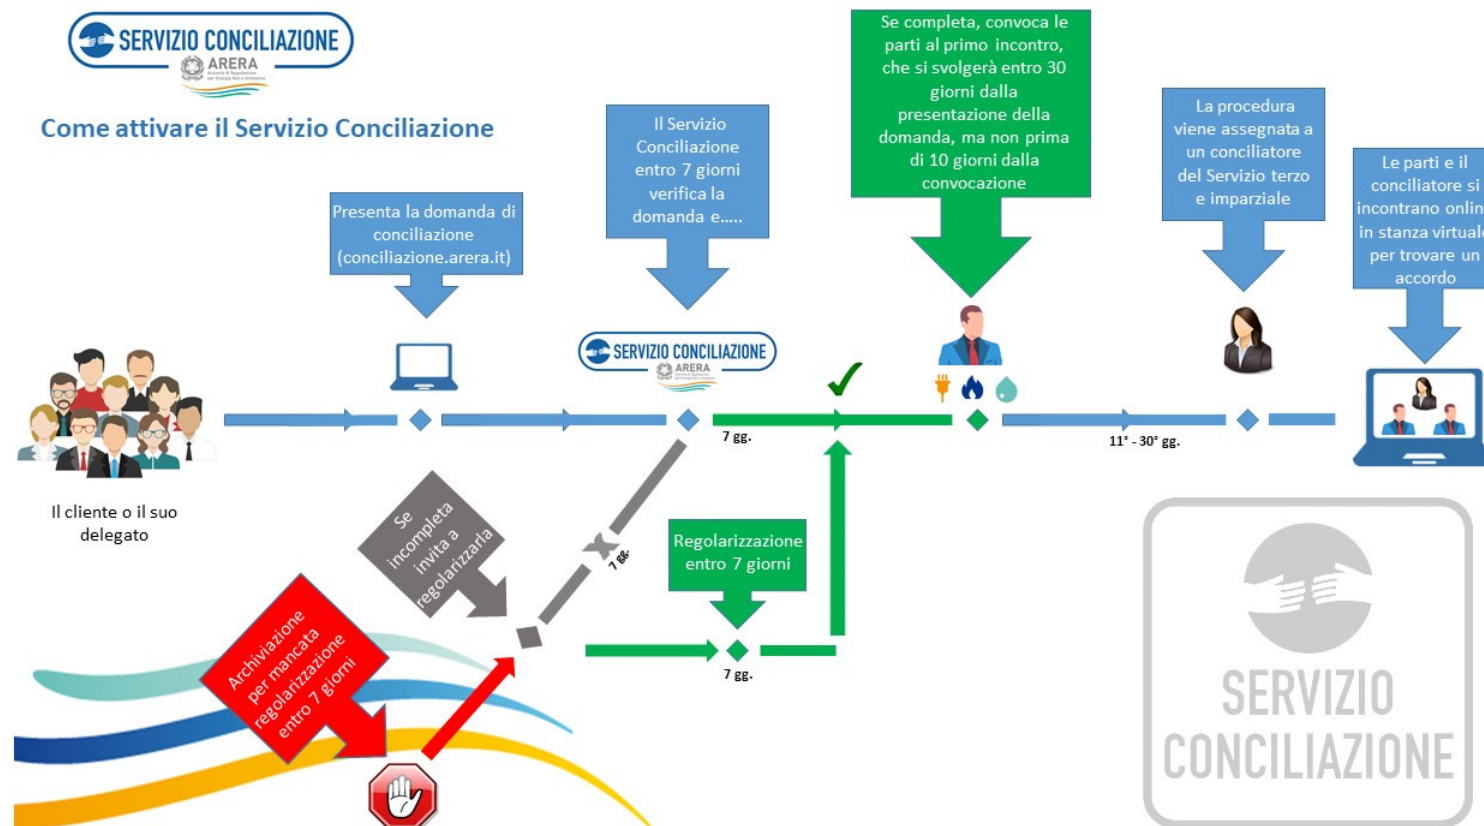 SERVIZIO CONCILIAZIONE
ARERA
Come attivare il Servizio Conciliazione
Presenta la domanda di
conciliazione
(conciliazione.arera.it)
Il Servizio
Conciliazione
entro 7 giorni
verifica la
domanda e.....
Se completa, convoca le
parti al primo incontro,
che si svolgerà entro 30
giorni dalla
presentazione della
domanda, ma non prima
di 10 giorni dalla
convocazione
La procedura
viene assegnata a
un conciliatore
del Servizio terzo
e imparziale
Le parti e il
conciliatore si
incontrano onlin
in stanza virtuale
per trovare un
accordo
SERVIZIO CONCILIAZIONE
ARERA
7 gg.
11° - 30° gg.
Il cliente o il suo
delegato
Se
incompleta
invita a
regolarizzarla
7 gg.
Regolarizzazione
entro 7 giorni
7 gg.
Archiviazione
per mancata
regolarizzazione
entro 7 giorni
SERVIZIO
CONCILIAZIONE